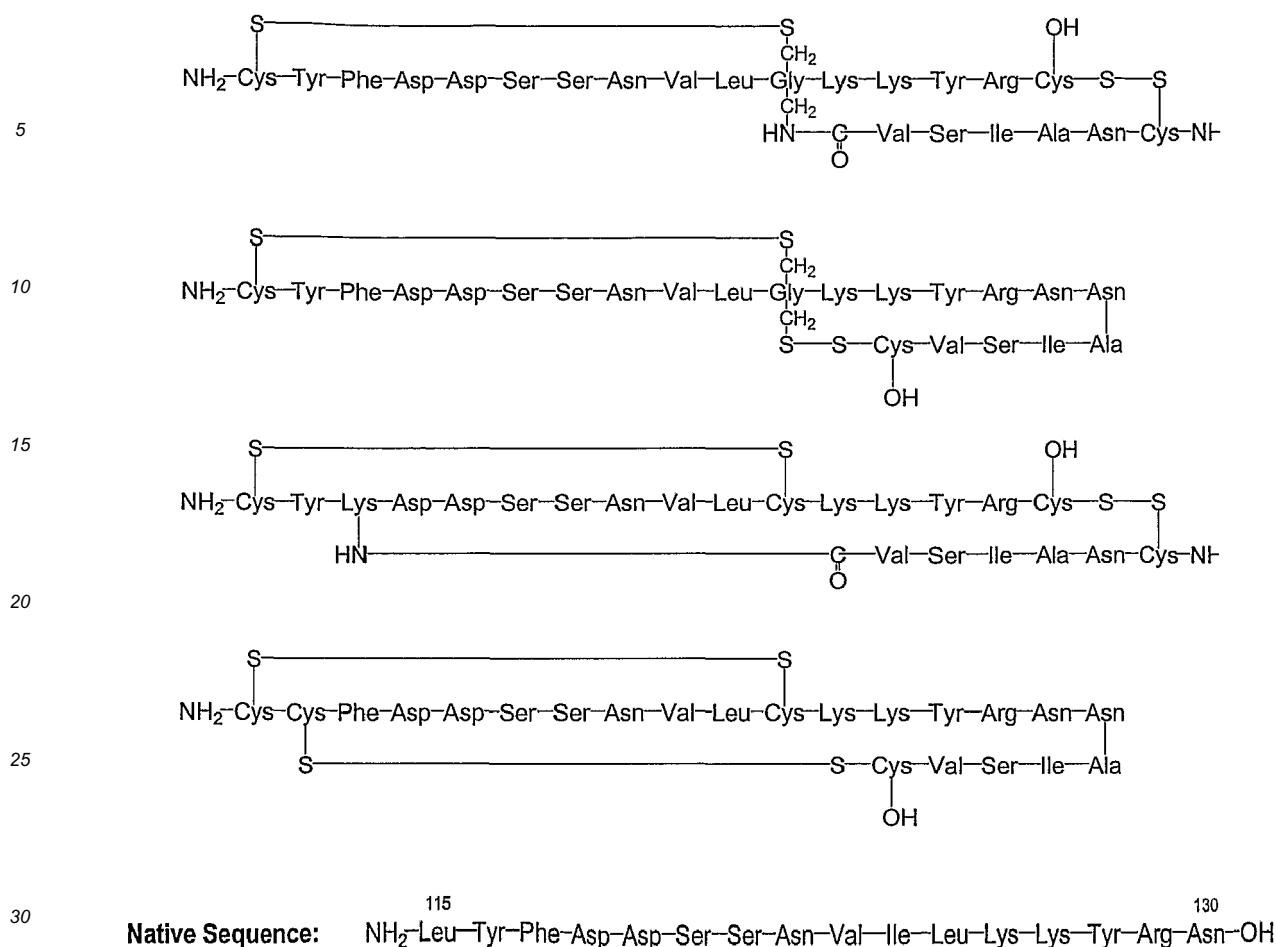 S S OH
CH2
NH2-Cys-Tyr-Phe-Asp-Asp-Ser-Ser-Asn-Val-Leu-Gly-Lys-Lys-Tyr-Arg-Cys-S-S
CH2
5 HN-C-Val-Ser-Ile-Ala-Asn-Cys-NH
O
S S
CH2
10 NH2-Cys-Tyr-Phe-Asp-Asp-Ser-Ser-Asn-Val-Leu-Gly-Lys-Lys-Tyr-Arg-Asn-Asn
CH2
S-S-Cys-Val-Ser-Ile-Ala
OH
15 S S OH
NH2-Cys-Tyr-Lys-Asp-Asp-Ser-Ser-Asn-Val-Leu-Cys-Lys-Lys-Tyr-Arg-Cys-S-S
HN C-Val-Ser-Ile-Ala-Asn-Cys-NH
O
20
S S
NH2-Cys-Cys-Phe-Asp-Asp-Ser-Ser-Asn-Val-Leu-Cys-Lys-Lys-Tyr-Arg-Asn-Asn
25 S S-Cys-Val-Ser-Ile-Ala
OH
115 130
30 Native Sequence: NH2-Leu-Tyr-Phe-Asp-Asp-Ser-Ser-Asn-Val-Ile-Leu-Lys-Lys-Tyr-Arg-Asn-OH